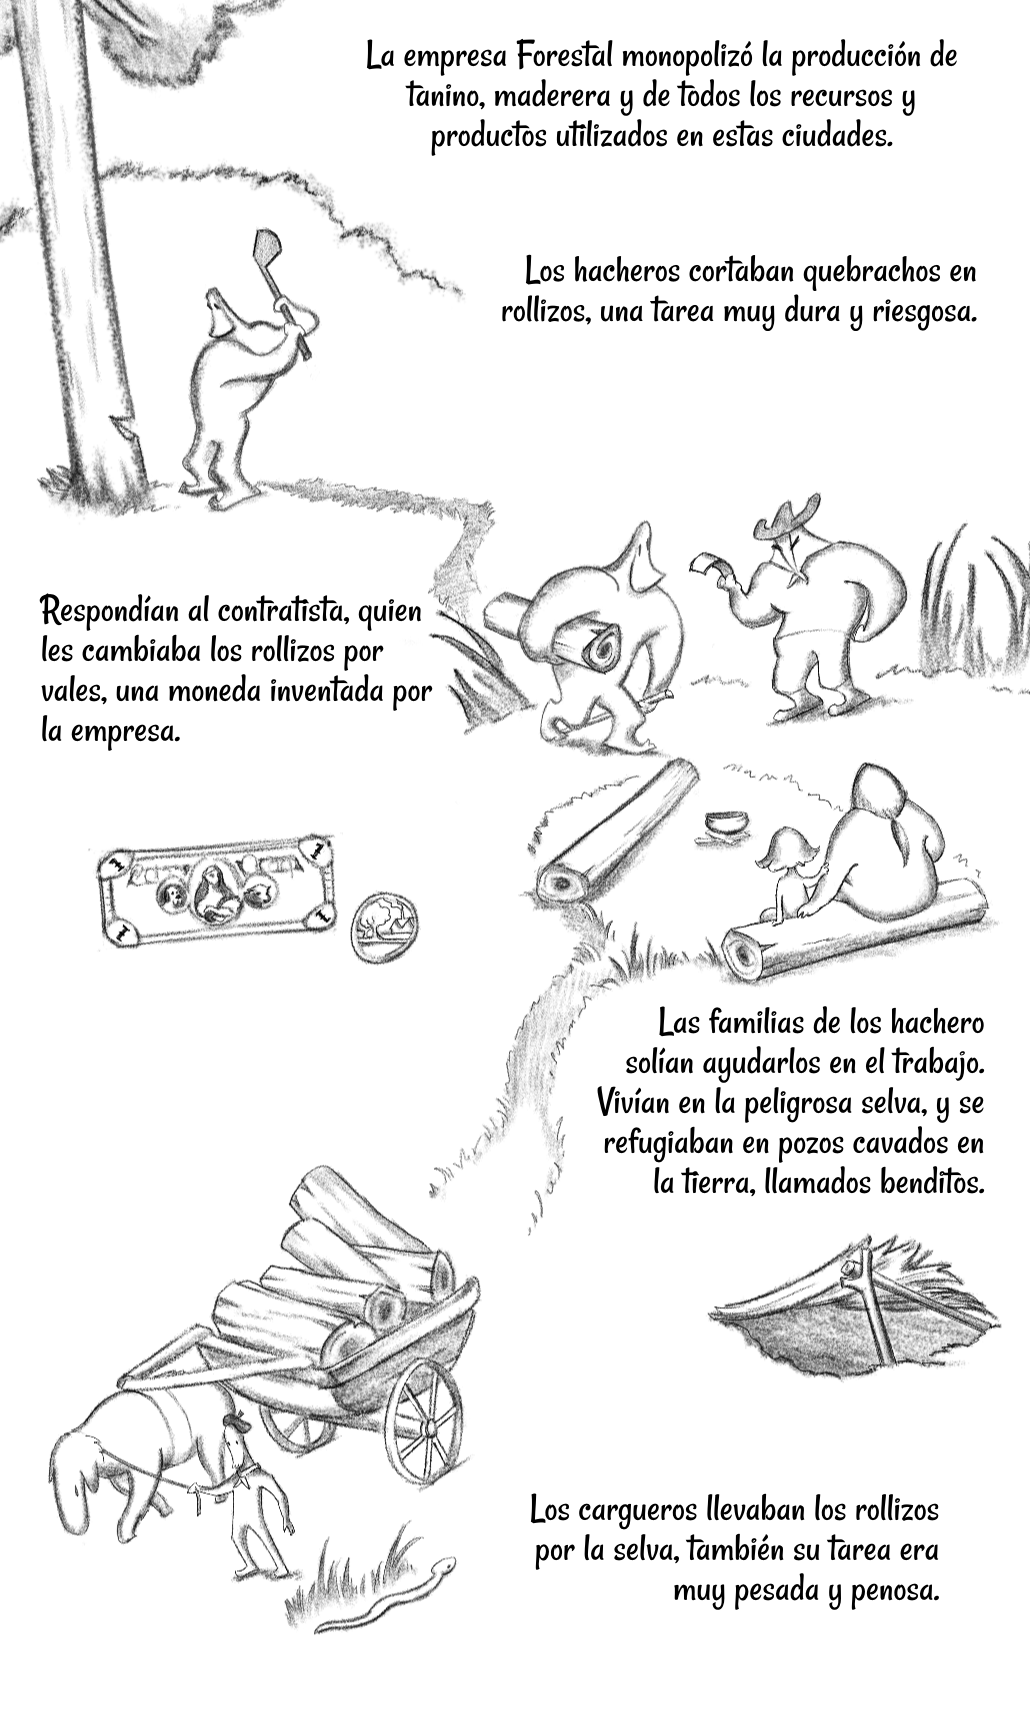 La empresa Forestal monopolizó la producción de
tanino, maderera y de todos los recursos y
productos utilizados en estas ciudades.
Los hacheros cortaban quebrachos en
rollizos, una tarea muy dura y riesgosa.
Respondían al contratista, quien
les cambiaba los rollizos por
vales, una moneda inventada por
la empresa.
1 1
1 1
Las familias de los hachero
solían ayudarlos en el trabajo.
Vivían en la peligrosa selva, y se
refugiaban en pozos cavados en
la tierra, llamados benditos.
Los cargueros llevaban los rollizos
por la selva, también su tarea era
muy pesada y penosa.